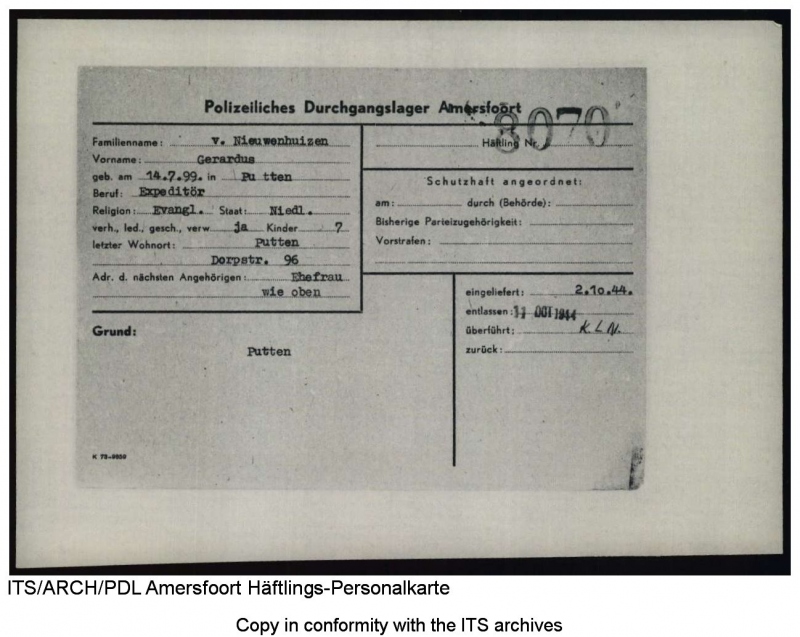 Polizeiliches Durchgangslager Amersfoort
8070
Familienname: v. Nieuwenhuizen
Vorname: Gerardus
geb. am 14.7.99. in Putten
Beruf: Expeditör
Religion: Evangl. Staat: Niedl.
verh., led., gesch., verw. ja Kinder 7
letzter Wohnort: Putten
Dorpstr. 96
Adr. d. nächsten Angehörigen: Ehefrau
wie oben
Häftling Nr.
Schutzhaft angeordnet:
am: durch (Behörde):
Bisherige Parteizugehörigkeit:
Vorstrafen:
Grund:
Putten
eingeliefert: 2.10.44.
entlassen: 11 OCT 1944
überführt: K.L.N.
zurück:
ITS/ARCH/PDL Amersfoort Häftlings-Personalkarte
Copy in conformity with the ITS archives